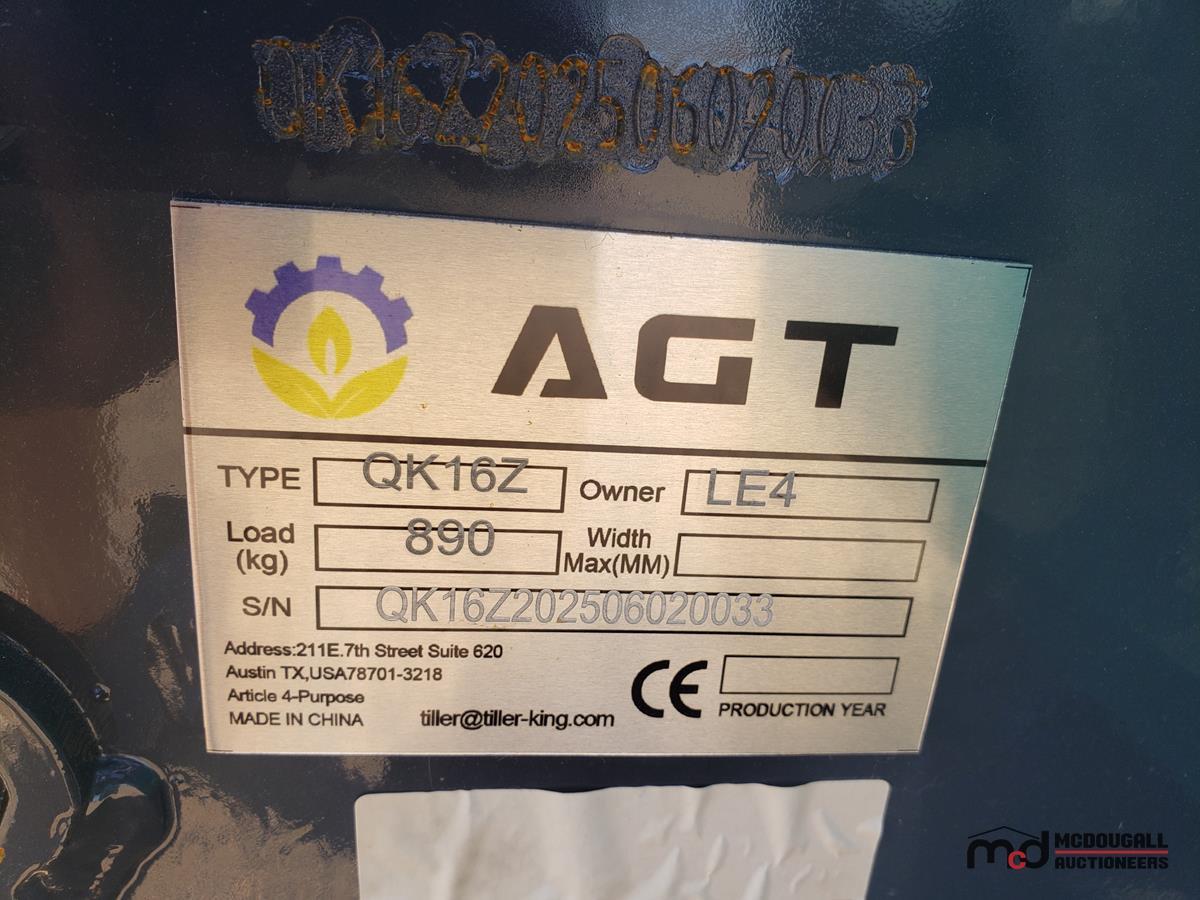 QK16Z202506020033
AGT
TYPE QK16Z Owner LE4
Load (kg) 890 Width Max(MM)
S/N QK16Z202506020033
Address:211E.7th Street Suite 620
Austin TX,USA78701-3218
Article 4-Purpose
MADE IN CHINA tiller@tiller-king.com CE PRODUCTION YEAR
mcd MCDOUGALL
AUCTIONEERS